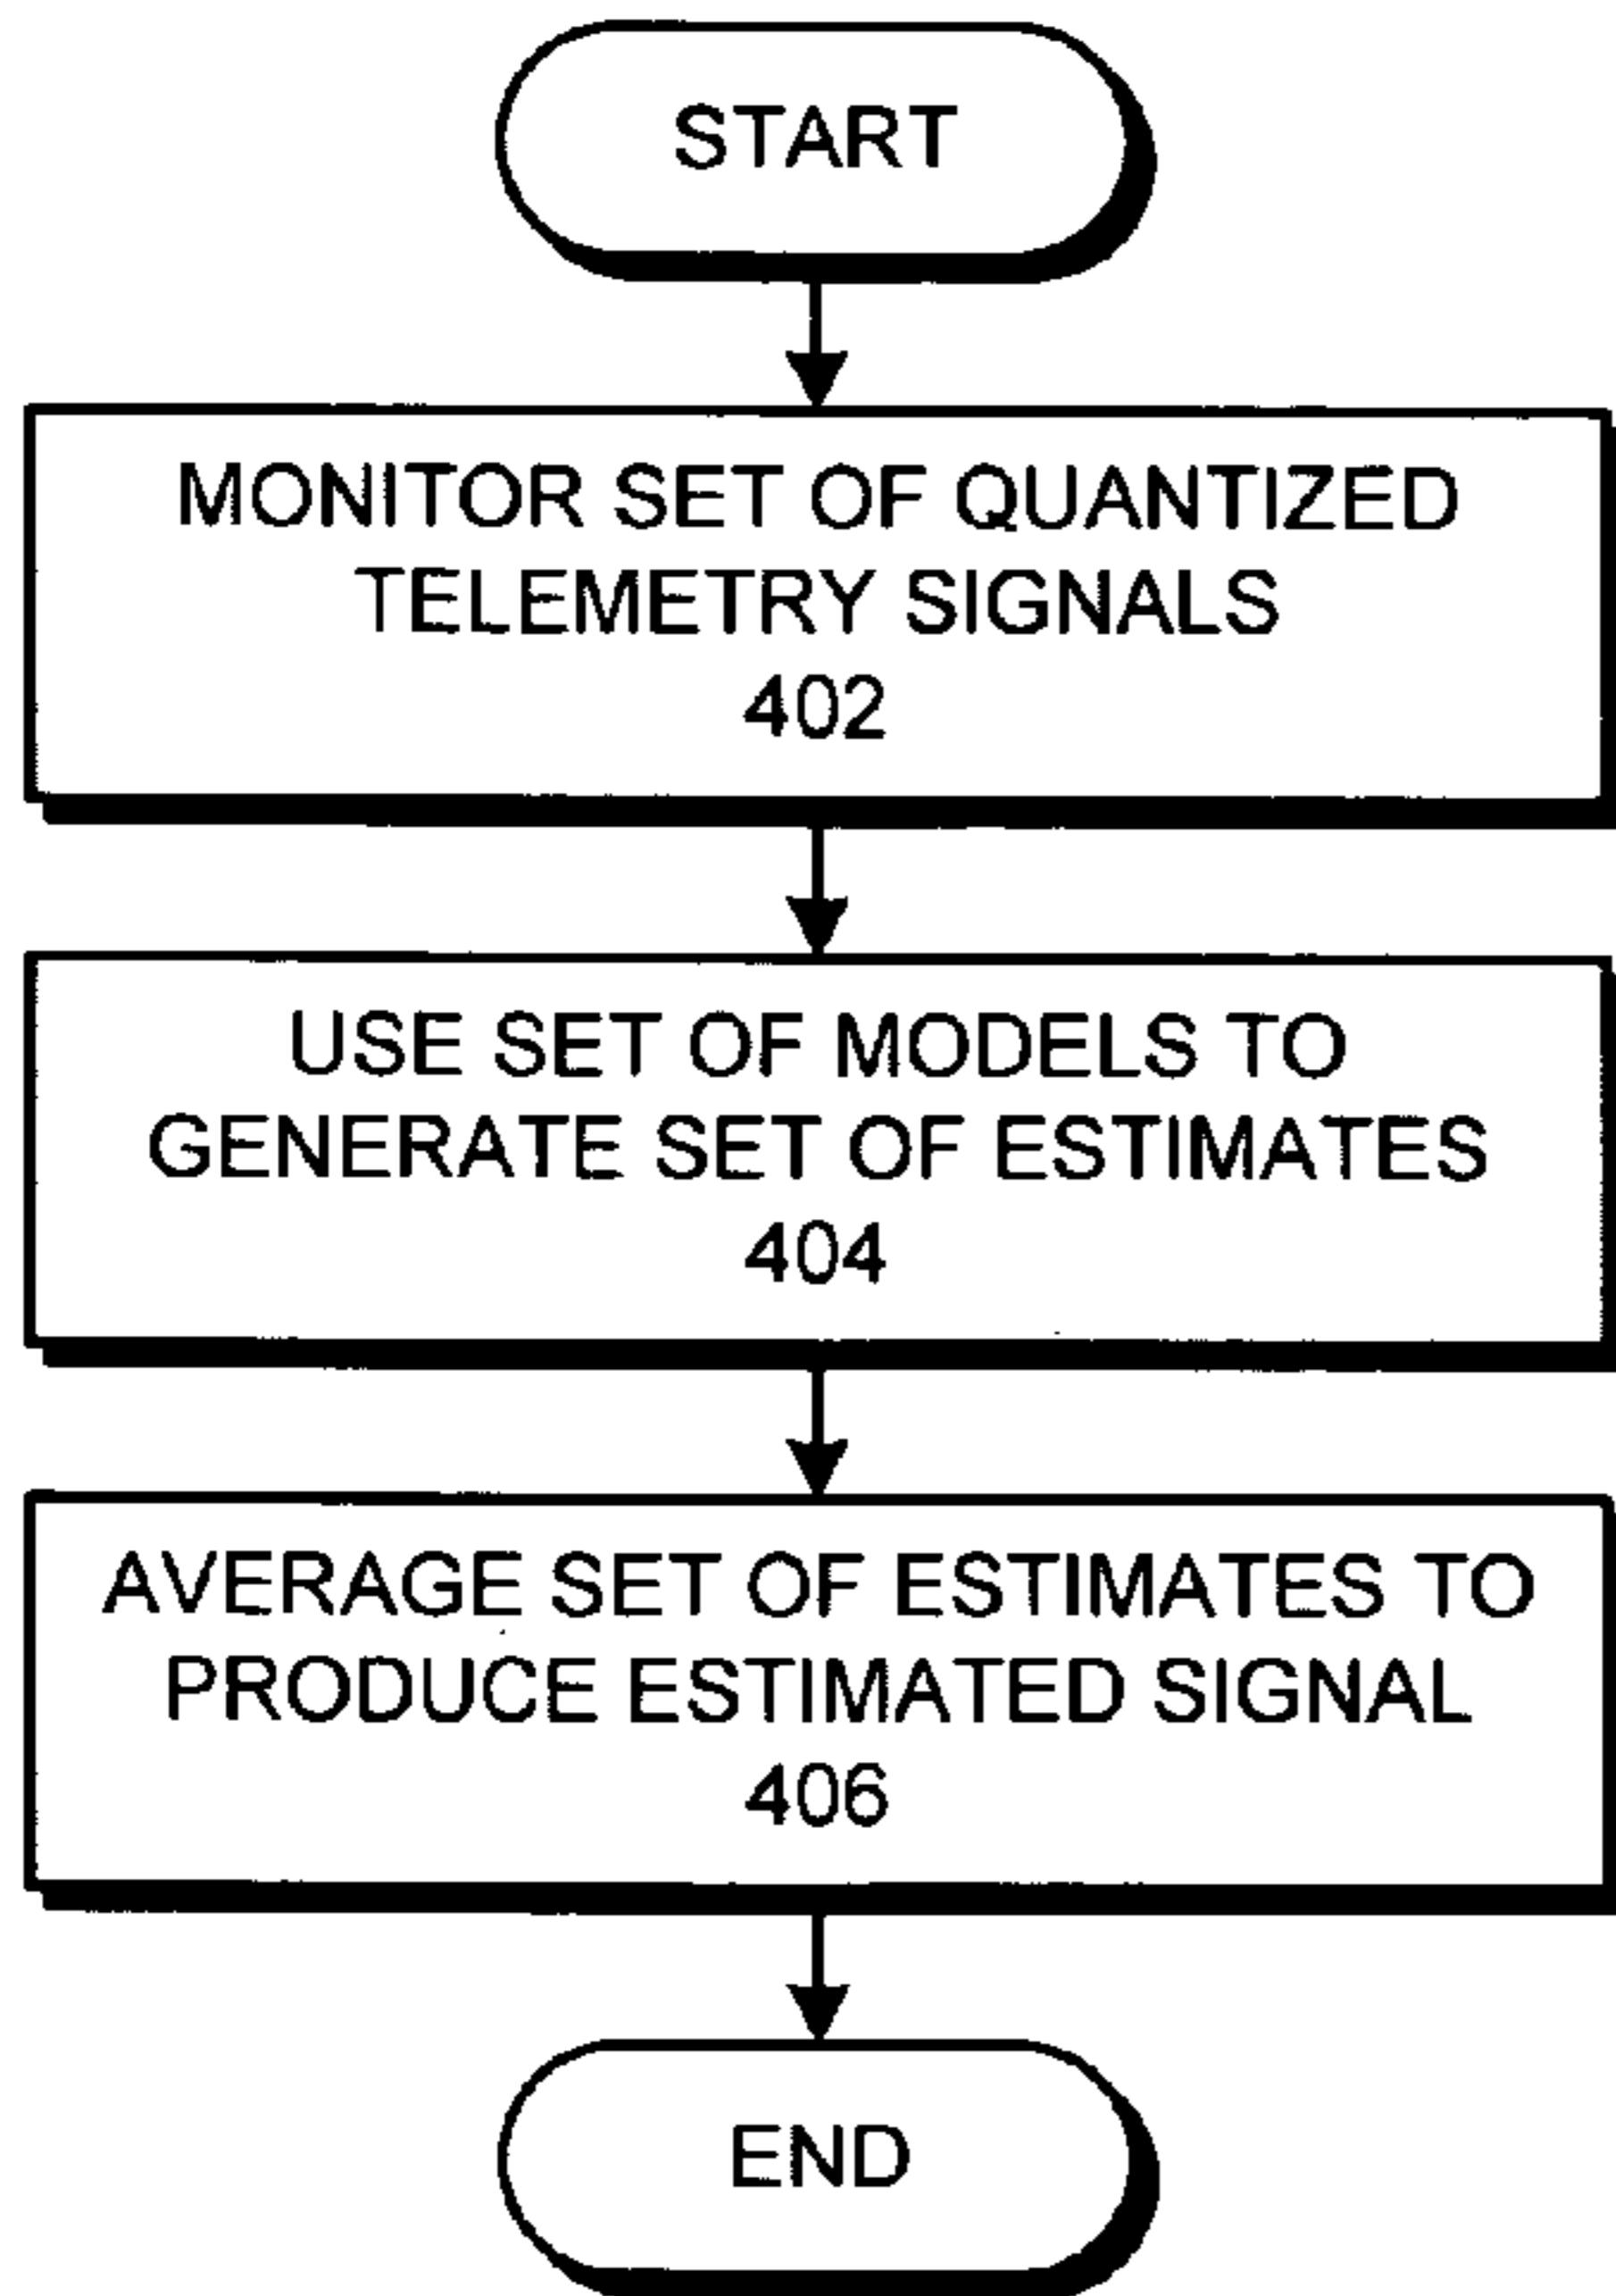 START
MONITOR SET OF QUANTIZED
TELEMETRY SIGNALS
402
USE SET OF MODELS TO
GENERATE SET OF ESTIMATES
404
AVERAGE SET OF ESTIMATES TO
PRODUCE ESTIMATED SIGNAL
406
END